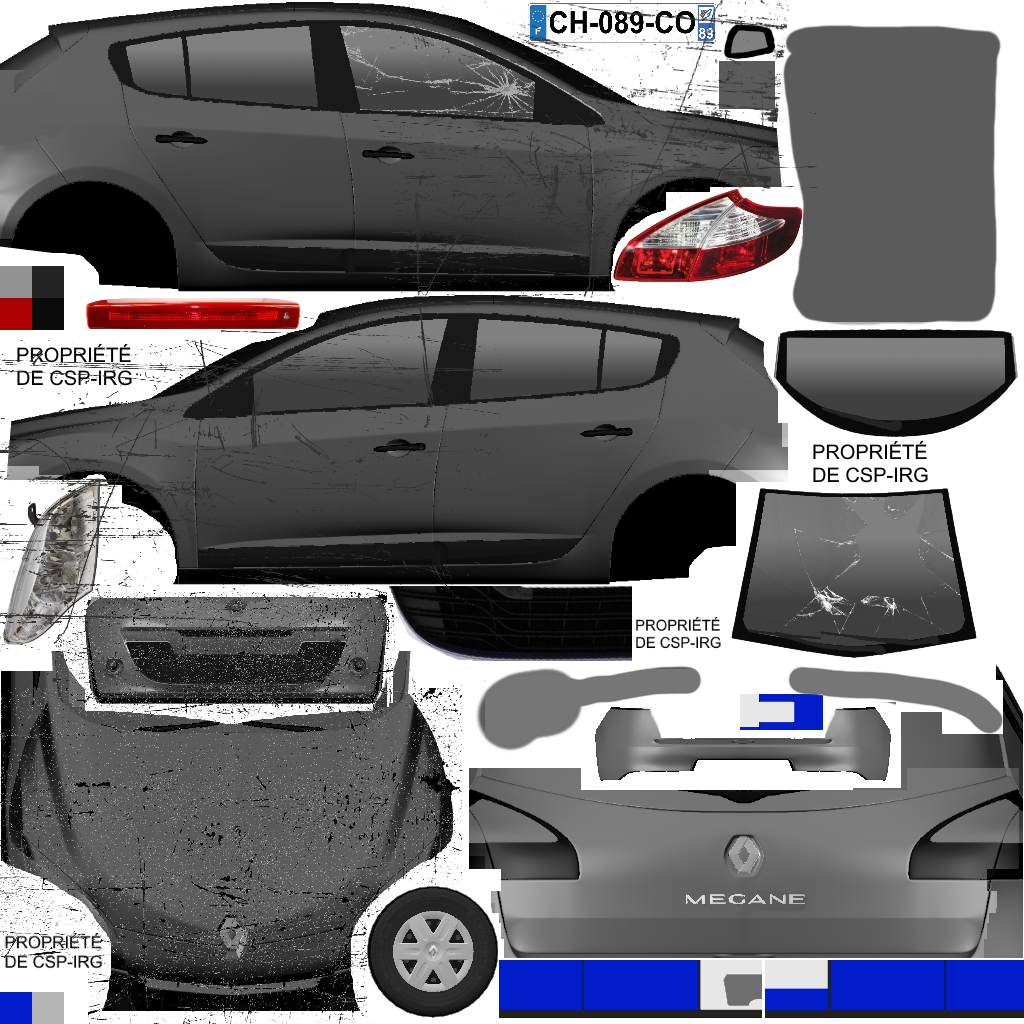 CH-089-CO
F
83
PROPRIÉTÉ
DE CSP-IRG
PROPRIÉTÉ
DE CSP-IRG
PROPRIÉTÉ
DE CSP-IRG
MEGANE
PROPRIÉTÉ
DE CSP-IRG